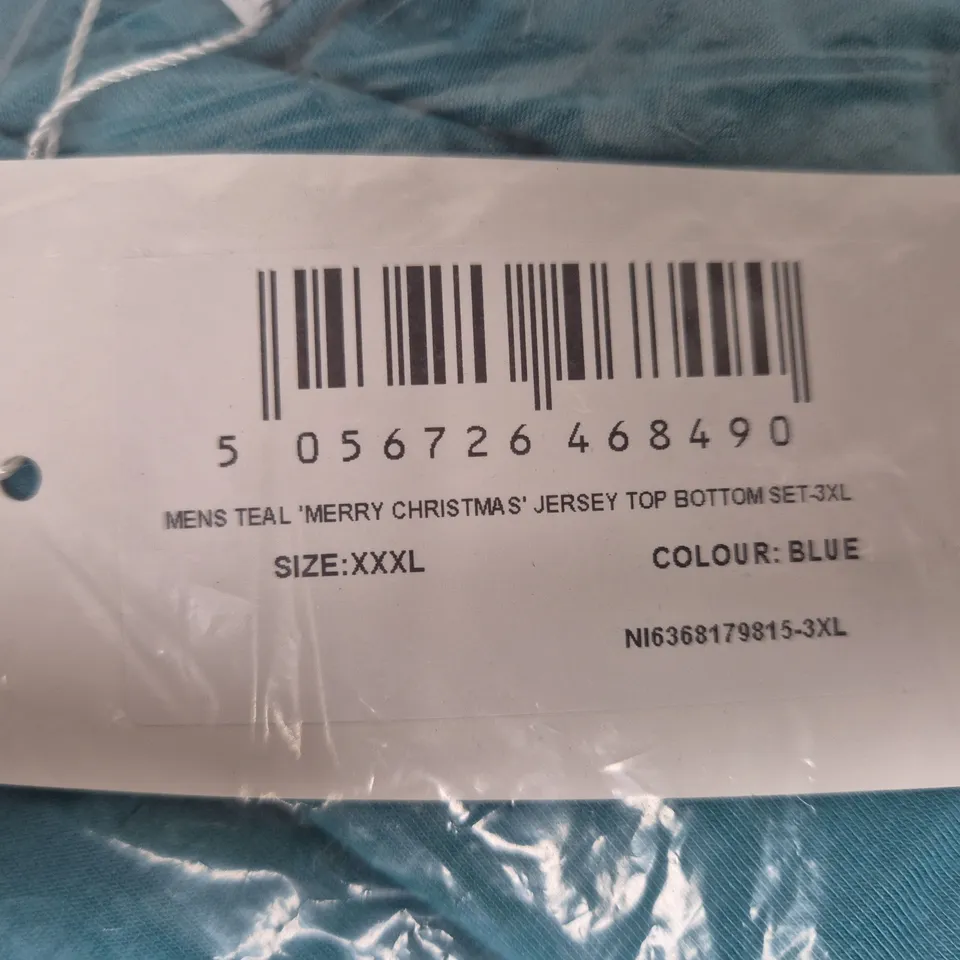 5 056726 468490
MENS TEAL 'MERRY CHRISTMAS' JERSEY TOP BOTTOM SET-3XL
SIZE:XXXL COLOUR: BLUE
NI6368179815-3XL